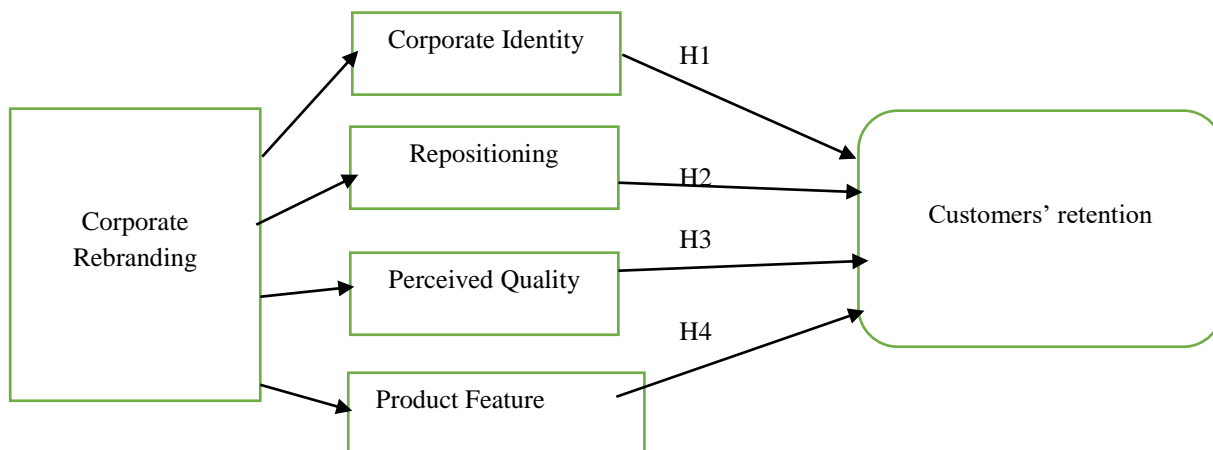 Corporate Identity
H1
Repositioning
H2
Corporate
Rebranding
Customers’ retention
H3
Perceived Quality
H4
Product Feature